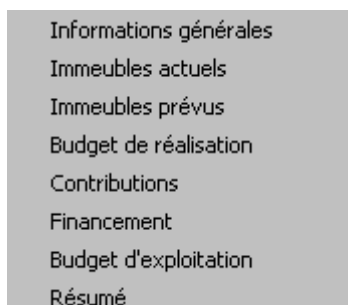 Informations générales
Immeubles actuels
Immeubles prévus
Budget de réalisation
Contributions
Financement
Budget d'exploitation
Résumé